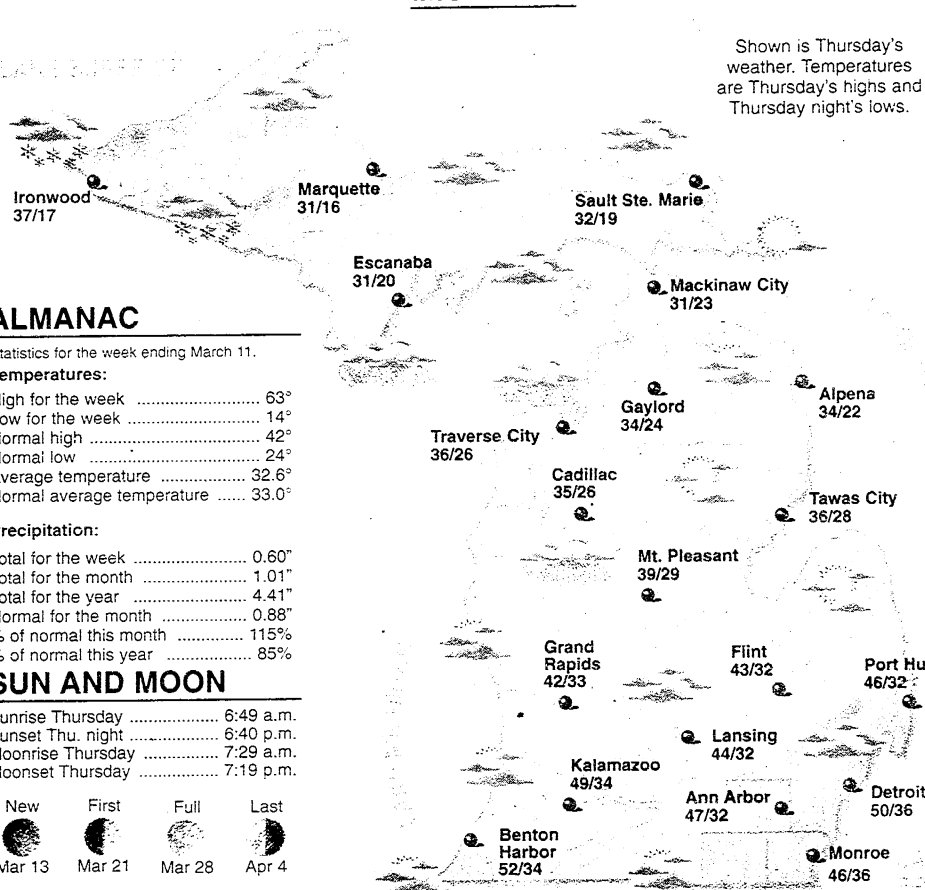 Shown is Thursday's
weather. Temperatures
are Thursday's highs and
Thursday night's lows.
Ironwood
37/17
Marquette
31/16
Sault Ste. Marie
32/19
Escanaba
31/20
Mackinaw City
31/23
Gaylord
34/24
Alpena
34/22
Traverse City
36/26
Cadillac
35/26
Tawas City
36/28
Mt. Pleasant
39/29
Grand
Rapids
42/33
Flint
43/32
Port Hu
46/32
Lansing
44/32
Kalamazoo
49/34
Ann Arbor
47/32
Detroit
50/36
Benton
Harbor
52/34
Monroe
46/36
ALMANAC
tatistics for the week ending March 11.
emperatures:
igh for the week .......................... 63°
ow for the week ............................ 14°
ormal high .................................... 42°
ormal low .................................... 24°
verage temperature .................. 32.6°
ormal average temperature ...... 33.0°
recipitation:
otal for the week ........................ 0.60"
otal for the month ...................... 1.01"
otal for the year .......................... 4.41"
ormal for the month .................. 0.88"
% of normal this month ............. 115%
% of normal this year .................. 85%
SUN AND MOON
unrise Thursday ................... 6:49 a.m.
unset Thu. night ................... 6:40 p.m.
oonrise Thursday ................ 7:29 a.m.
oonset Thursday ................. 7:19 p.m.
New First Full Last
Mar 13 Mar 21 Mar 28 Apr 4